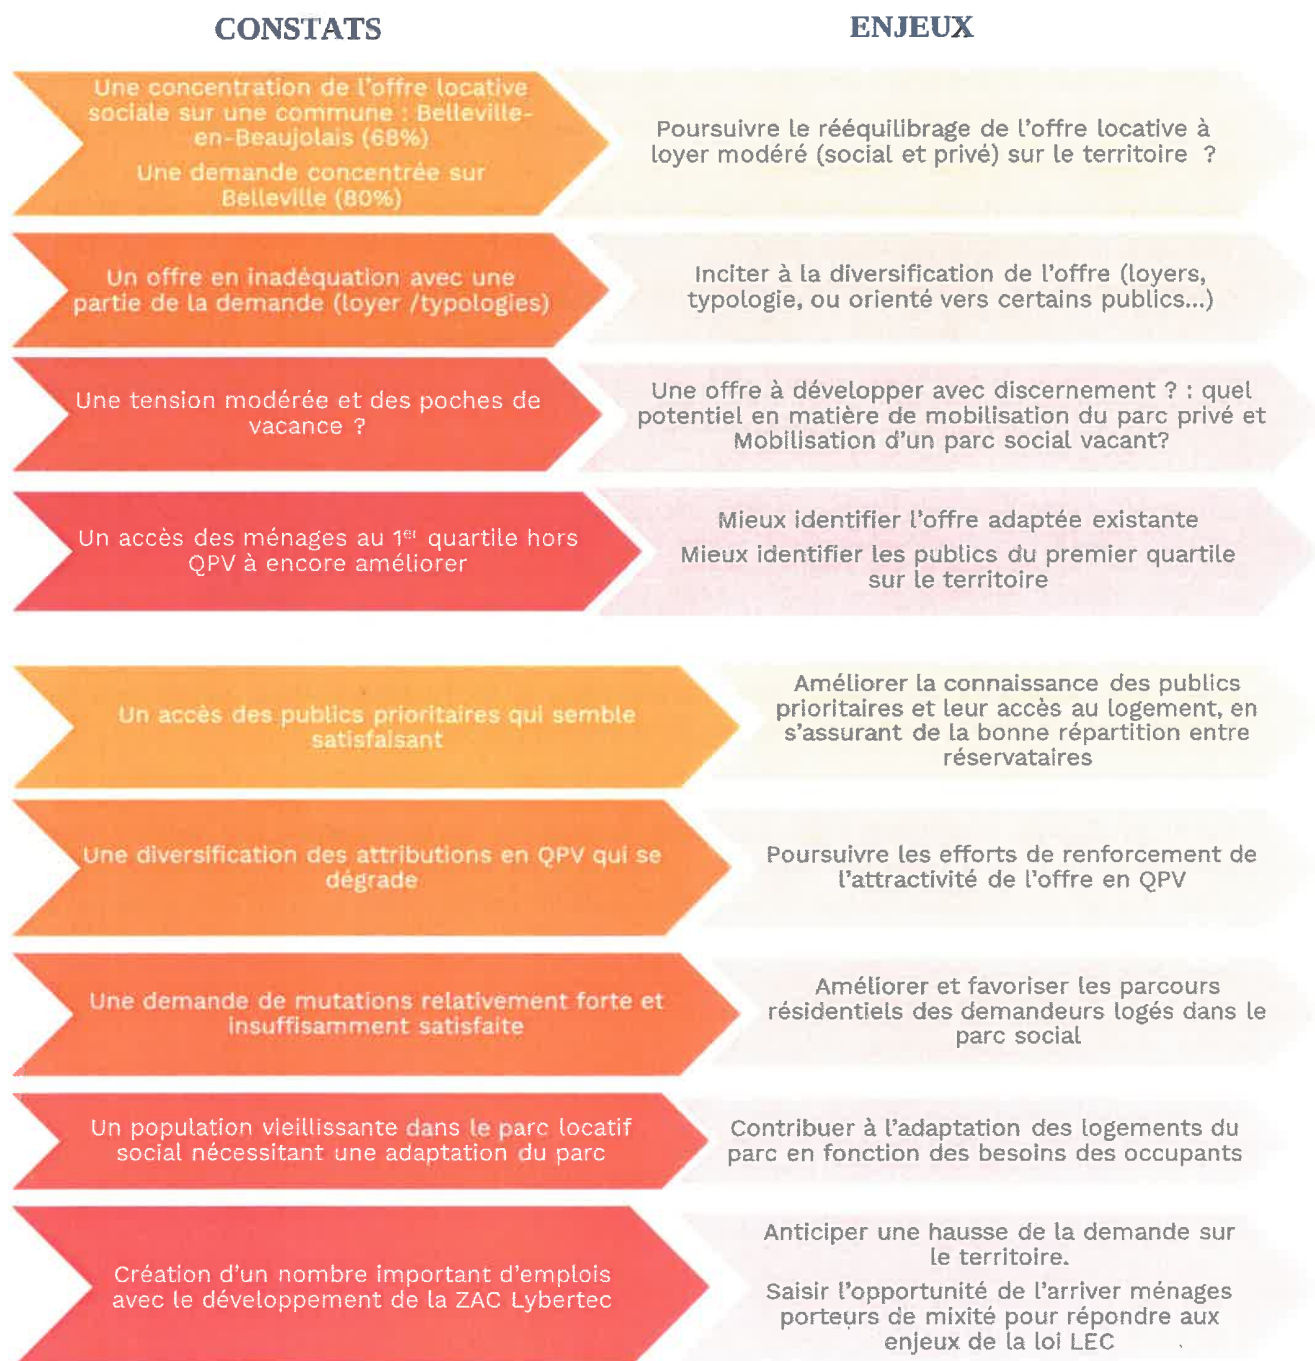 CONSTATS
ENJEUX
Une concentration de l'offre locative
sociale sur une commune : Belleville-
en-Beaujolais (68%)
Une demande concentrée sur
Belleville (80%)
Poursuivre le rééquilibrage de l'offre locative à
loyer modéré (social et privé) sur le territoire ?
Un offre en inadéquation avec une
partie de la demande (loyer /typologies)
Inciter à la diversification de l'offre (loyers,
typologie, ou orienté vers certains publics...)
Une tension modérée et des poches de
vacance ?
Une offre à développer avec discernement ? : quel
potentiel en matière de mobilisation du parc privé et
Mobilisation d'un parc social vacant?
Un accès des ménages au 1er quartile hors
QPV à encore améliorer
Mieux identifier l'offre adaptée existante
Mieux identifier les publics du premier quartile
sur le territoire
Un accès des publics prioritaires qui semble
satisfaisant
Améliorer la connaissance des publics
prioritaires et leur accès au logement, en
s'assurant de la bonne répartition entre
réservataires
Une diversification des attributions en QPV qui se
dégrade
Poursuivre les efforts de renforcement de
l'attractivité de l'offre en QPV
Une demande de mutations relativement forte et
insuffisamment satisfaite
Améliorer et favoriser les parcours
résidentiels des demandeurs logés dans le
parc social
Un population vieillissante dans le parc locatif
social nécessitant une adaptation du parc
Contribuer à l'adaptation des logements du
parc en fonction des besoins des occupants
Création d'un nombre important d'emplois
avec le développement de la ZAC Lybertec
Anticiper une hausse de la demande sur
le territoire.
Saisir l'opportunité de l'arriver ménages
porteurs de mixité pour répondre aux
enjeux de la loi LEC